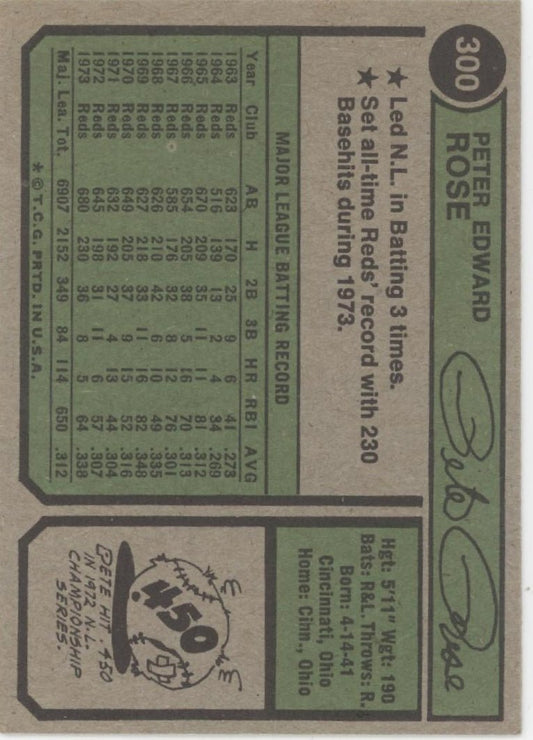 300
PETER EDWARD
ROSE
Pete Rose
★ Led N.L. in Batting 3 times.
★ Set all-time Reds' record with 230
Basehits during 1973.
MAJOR LEAGUE BATTING RECORD
Year Club AB H 2B 3B HR RBI AVG
1963 Reds 623 170 25 9 6 41 .273
1964 Reds 516 139 13 2 4 34 .269
1965 Reds 670 209 35 11 11 81 .312
1966 Reds 654 205 38 5 16 70 .313
1967 Reds 585 176 32 8 12 76 .301
1968 Reds 626 210 42 6 10 49 .335
1969 Reds 627 218 33 11 16 82 .348
1970 Reds 649 205 37 9 15 52 .316
1971 Reds 632 192 27 4 13 44 .304
1972 Reds 645 198 31 11 6 57 .307
1973 Reds 680 230 36 8 5 64 .338
Maj. Lea. Tot. 6907 2152 349 84 114 650 .312
* © T.C.G. PRTD. IN U.S.A.
Hgt: 5'11" Wgt: 190
Bats: R&L, Throws: R.
Born: 4-14-41
Cincinnati, Ohio
Home: Cinn., Ohio
.450
PETE HIT .450
IN 1972 N.L.
CHAMPIONSHIP
SERIES.